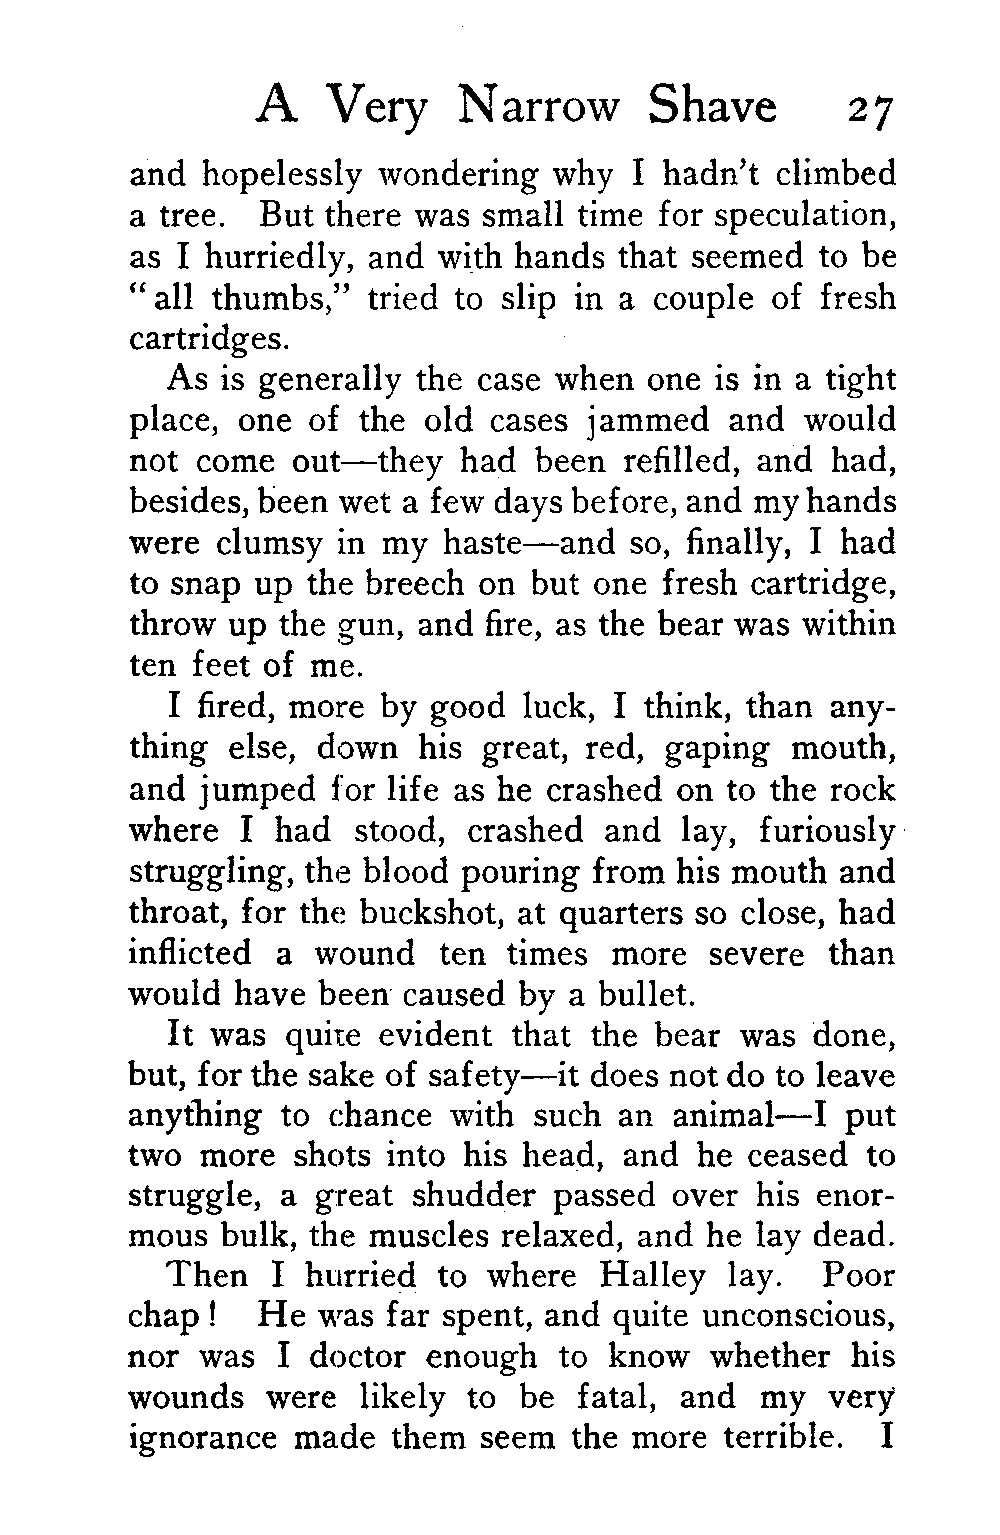 A Very Narrow Shave 27
and hopelessly wondering why I hadn't climbed
a tree. But there was small time for speculation,
as I hurriedly, and with hands that seemed to be
"all thumbs," tried to slip in a couple of fresh
cartridges.
As is generally the case when one is in a tight
place, one of the old cases jammed and would
not come out—they had been refilled, and had,
besides, been wet a few days before, and my hands
were clumsy in my haste—and so, finally, I had
to snap up the breech on but one fresh cartridge,
throw up the gun, and fire, as the bear was within
ten feet of me.
I fired, more by good luck, I think, than any-
thing else, down his great, red, gaping mouth,
and jumped for life as he crashed on to the rock
where I had stood, crashed and lay, furiously
struggling, the blood pouring from his mouth and
throat, for the buckshot, at quarters so close, had
inflicted a wound ten times more severe than
would have been caused by a bullet.
It was quite evident that the bear was done,
but, for the sake of safety—it does not do to leave
anything to chance with such an animal—I put
two more shots into his head, and he ceased to
struggle, a great shudder passed over his enor-
mous bulk, the muscles relaxed, and he lay dead.
Then I hurried to where Halley lay. Poor
chap! He was far spent, and quite unconscious,
nor was I doctor enough to know whether his
wounds were likely to be fatal, and my very
ignorance made them seem the more terrible. I